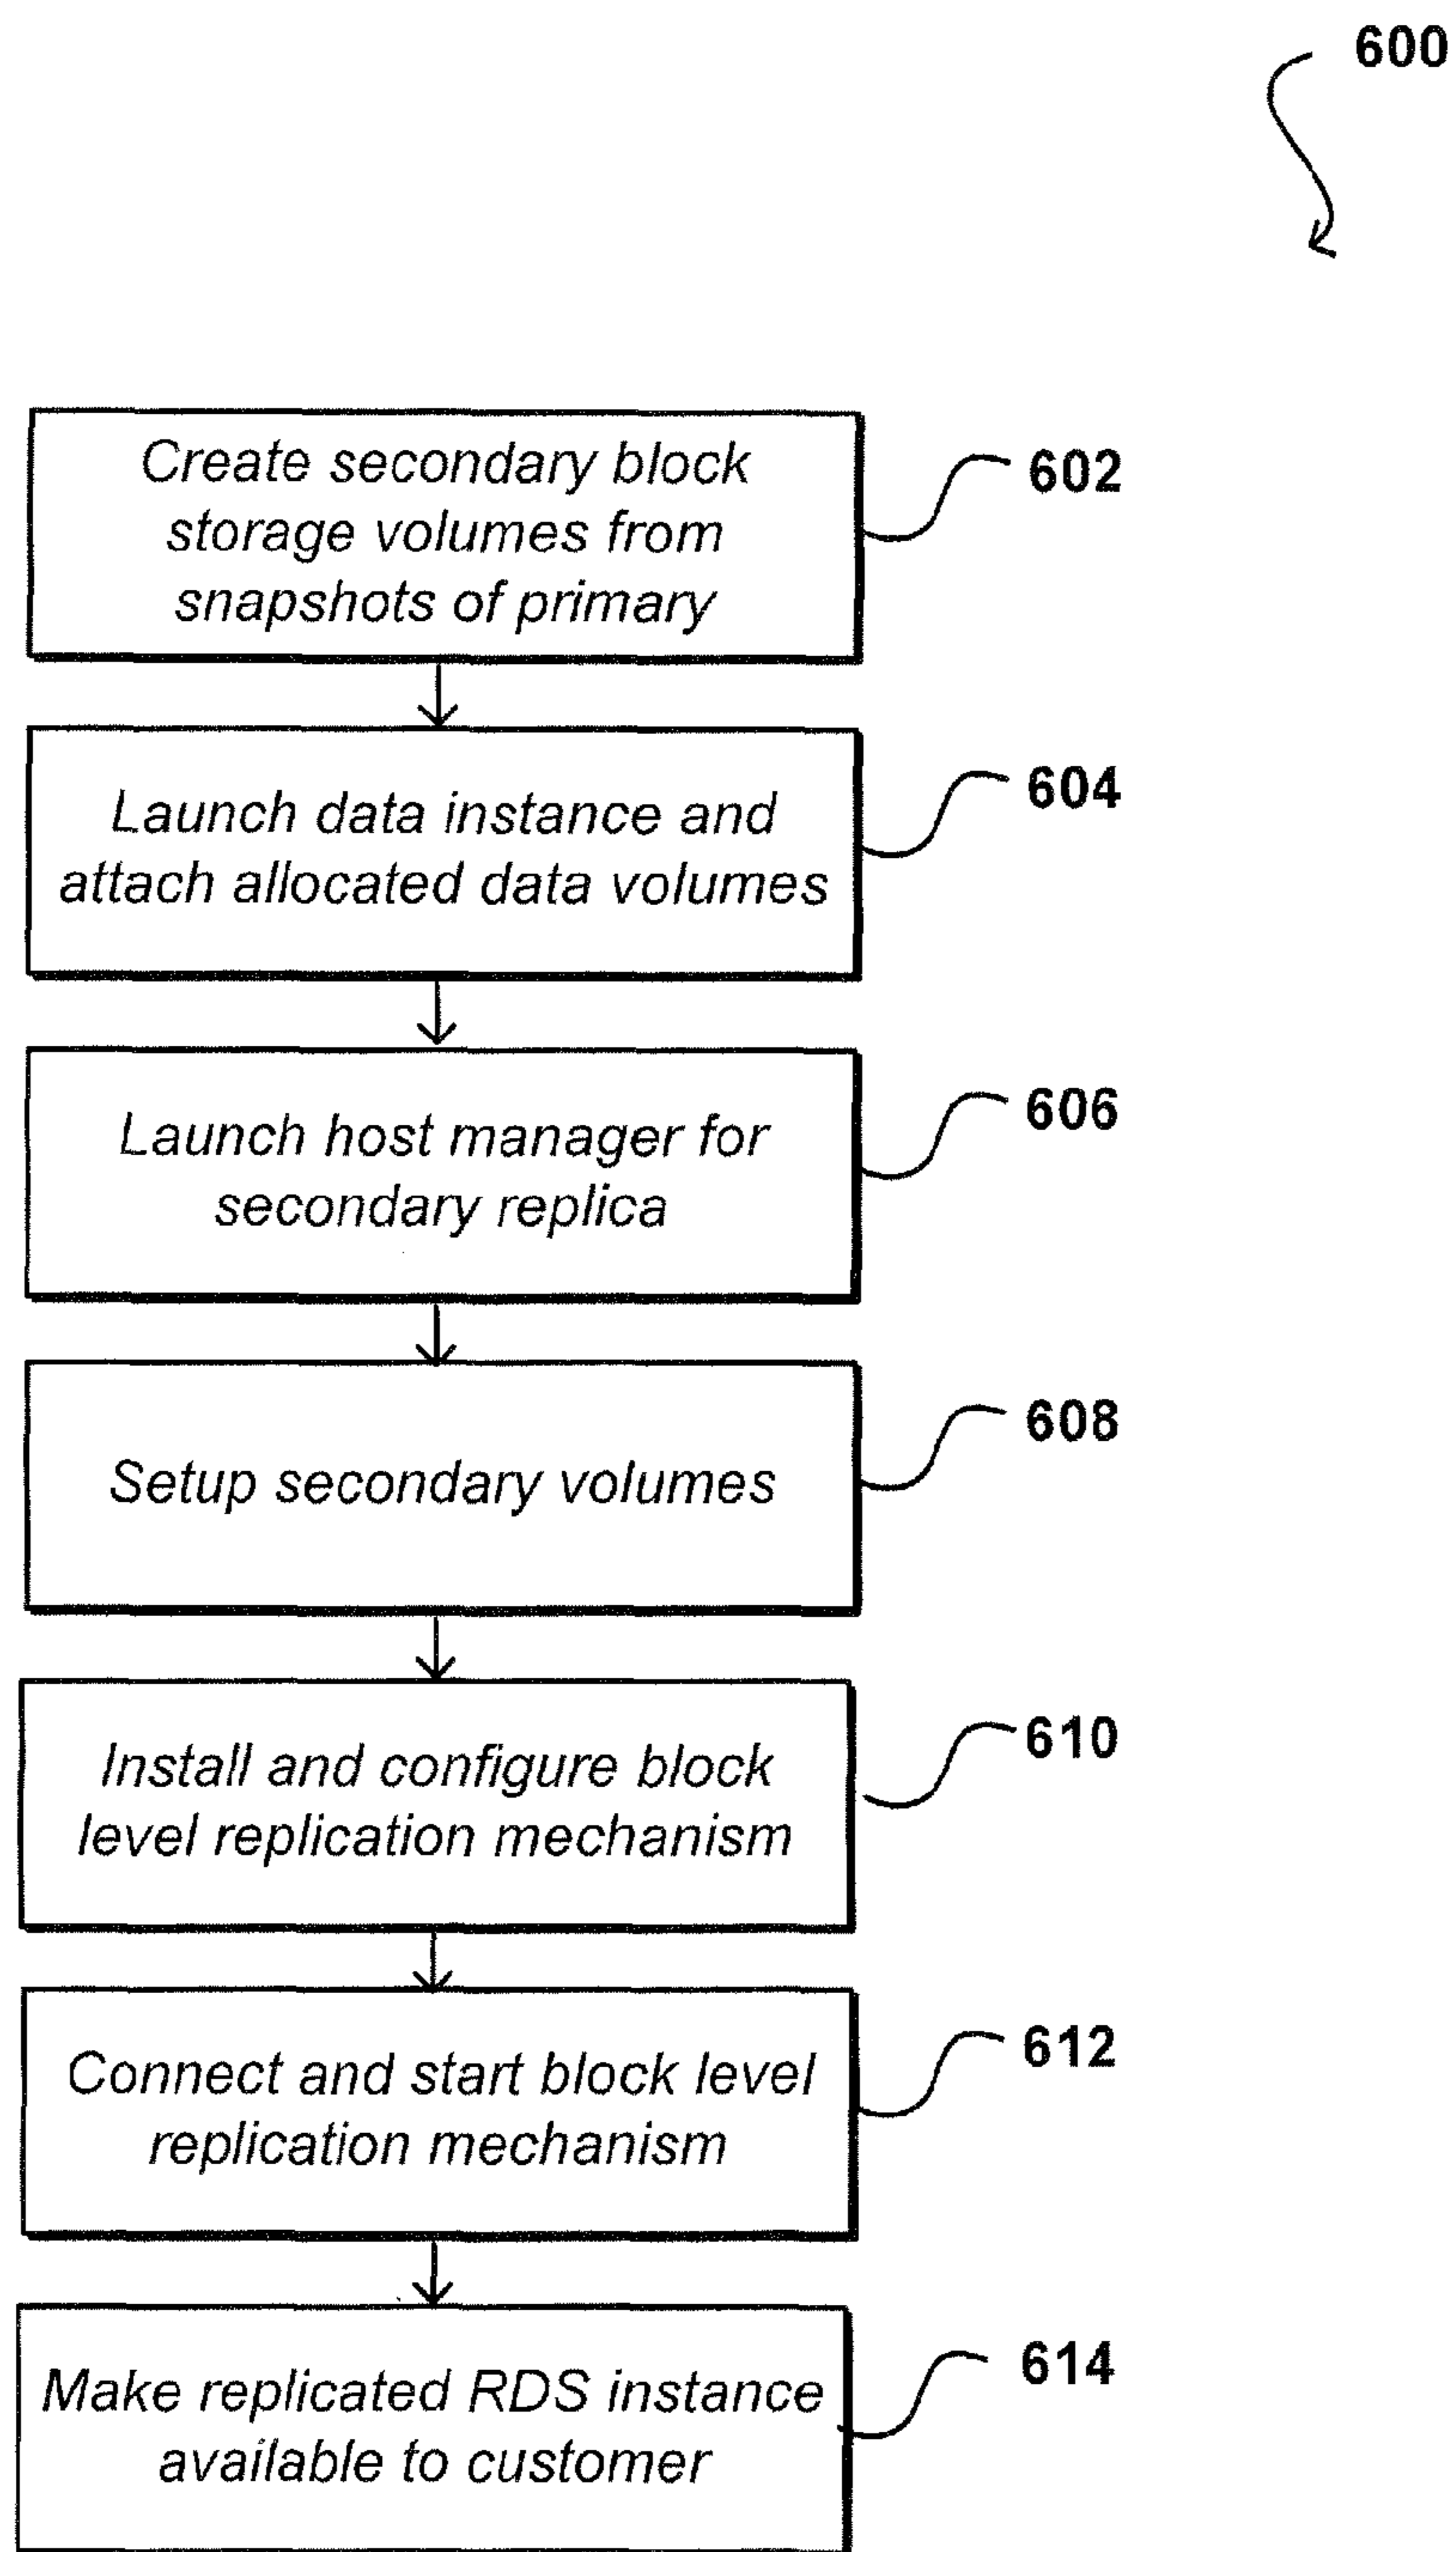 600
Create secondary block
storage volumes from
snapshots of primary
602
Launch data instance and
attach allocated data volumes
604
Launch host manager for
secondary replica
606
Setup secondary volumes
608
Install and configure block
level replication mechanism
610
Connect and start block level
replication mechanism
612
Make replicated RDS instance
available to customer
614